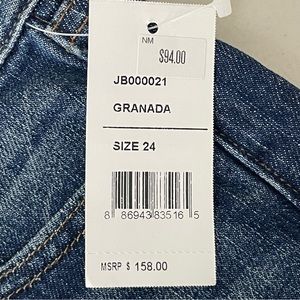 NM
$94.00
JB000021
GRANADA
SIZE 24
8 86943 83516 5
MSRP $ 158.00